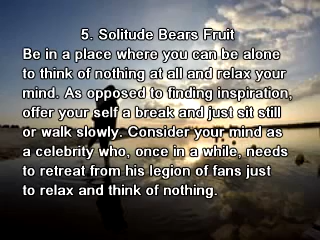 5. Solitude Bears Fruit
Be in a place where you can be alone
to think of nothing at all and relax your
mind. As opposed to finding inspiration,
offer your self a break and just sit still
or walk slowly. Consider your mind as
a celebrity who, once in a while, needs
to retreat from his legion of fans just
to relax and think of nothing.